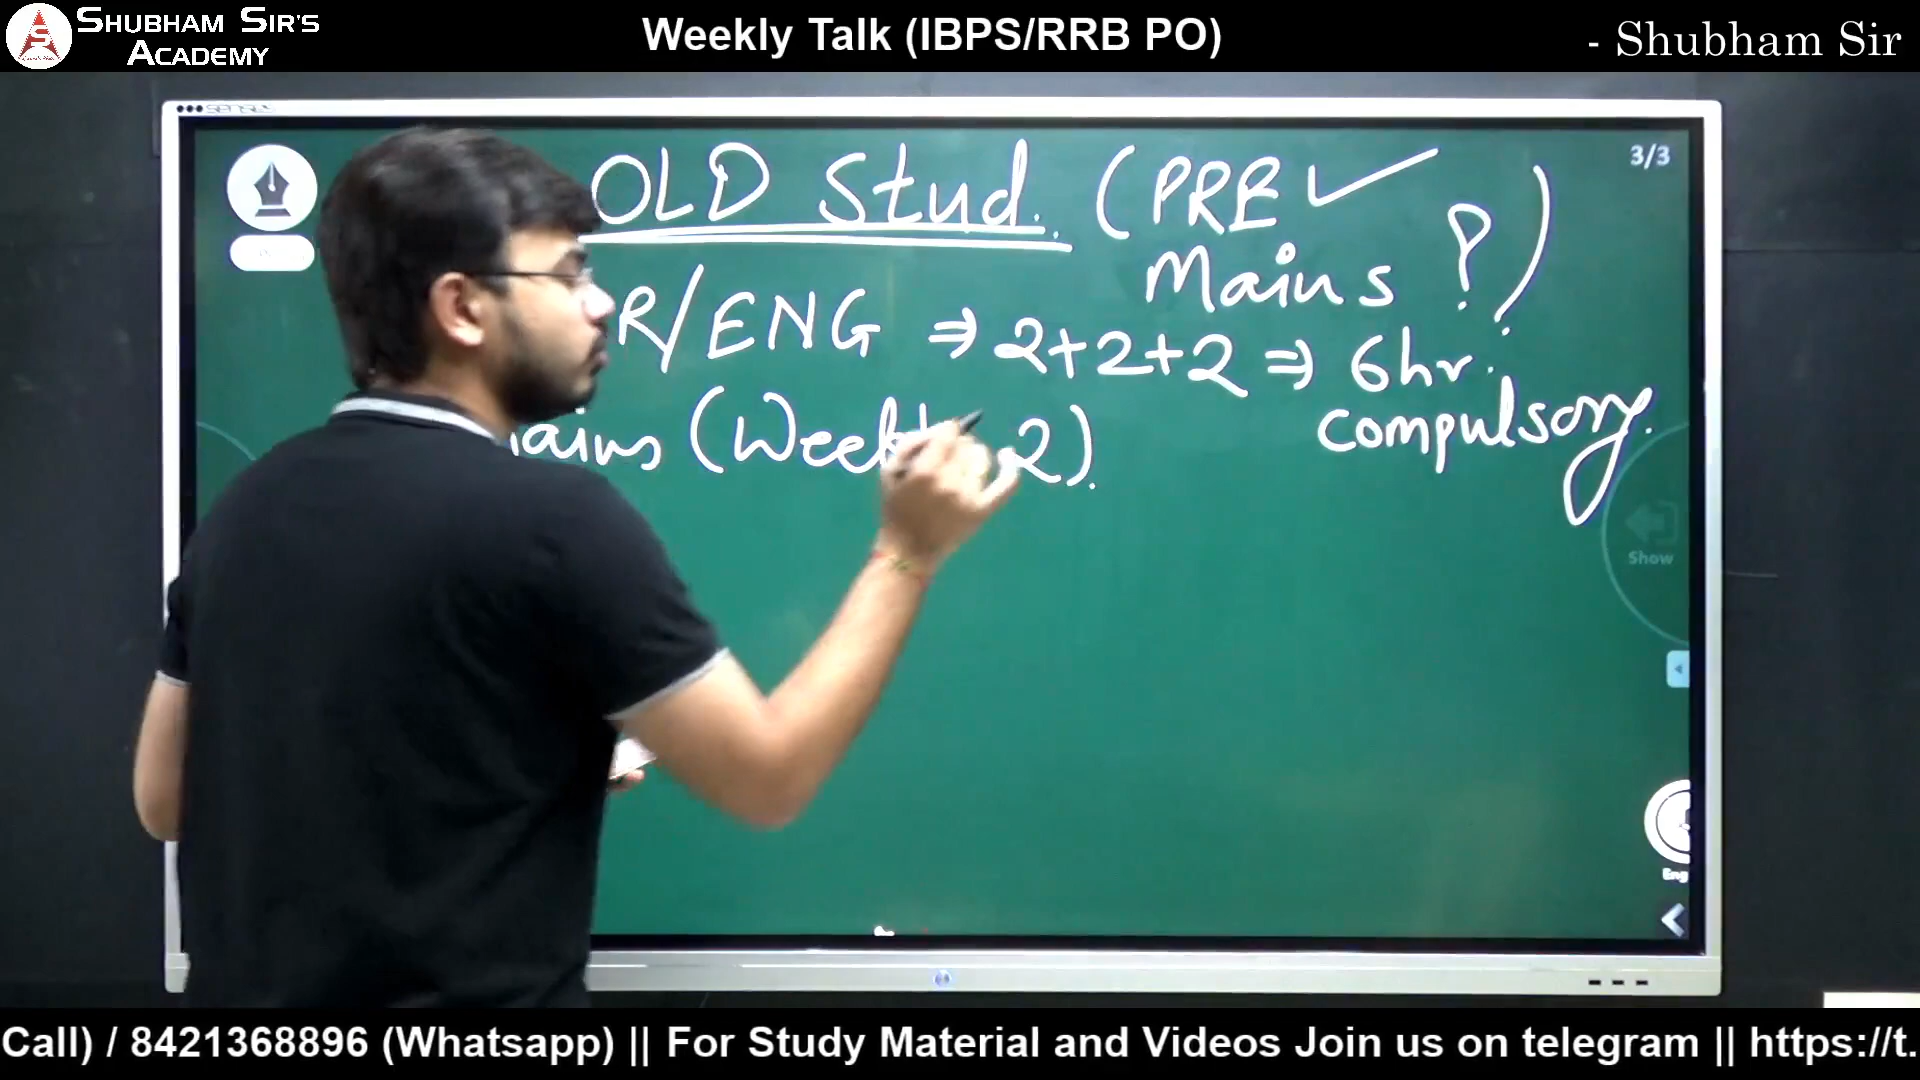 SHUBHAM SIR'S
ACADEMY
Weekly Talk (IBPS/RRB PO)
- Shubham Sir
3/3
OLD Stud. (PRE ✓
Mains ?)
R/ENG ⇒ 2+2+2 ⇒ 6hr.
compulsory.
ains (Week 2).
Show
Eng
Call) / 8421368896 (Whatsapp) || For Study Material and Videos Join us on telegram || https://t.